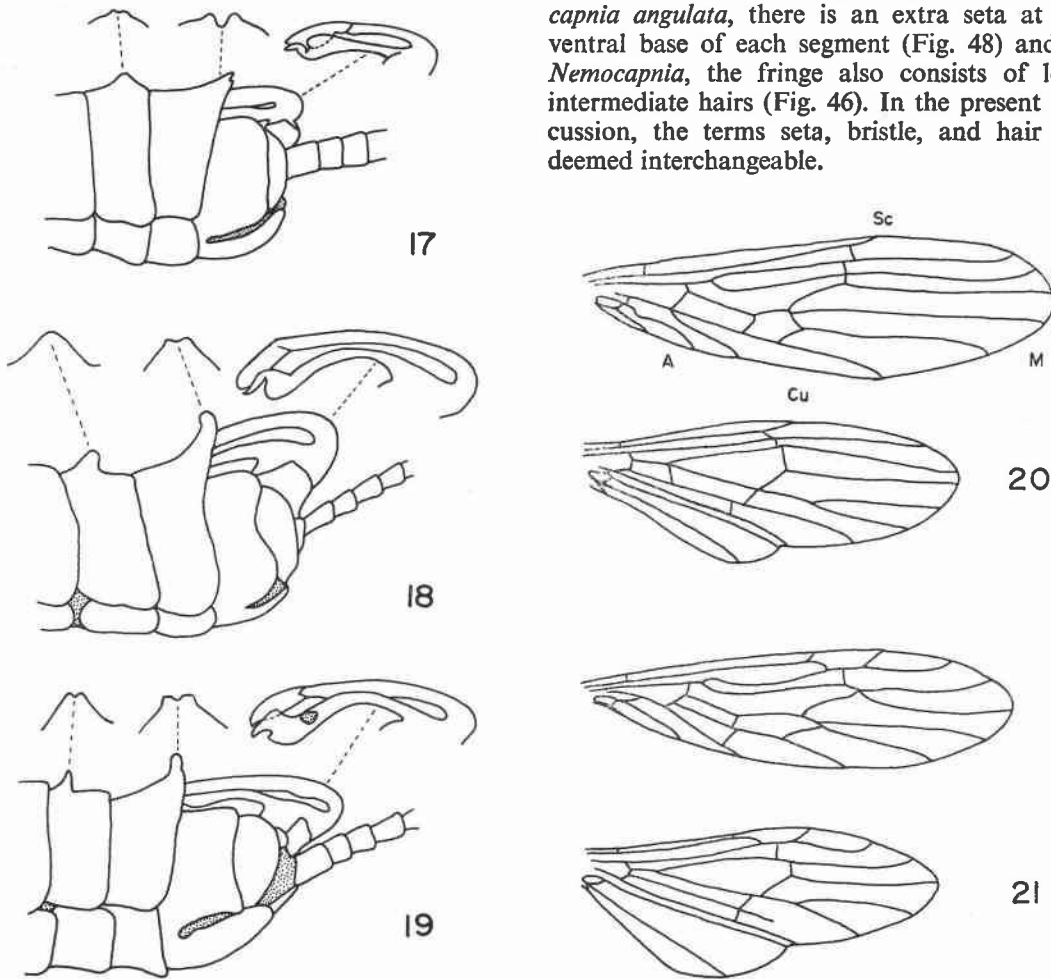 capnia angulata, there is an extra seta at
ventral base of each segment (Fig. 48) and
Nemocapnia, the fringe also consists of
intermediate hairs (Fig. 46). In the present
cussion, the terms seta, bristle, and hair
deemed interchangeable.
17
18
19
Sc
A
M
Cu
20
21